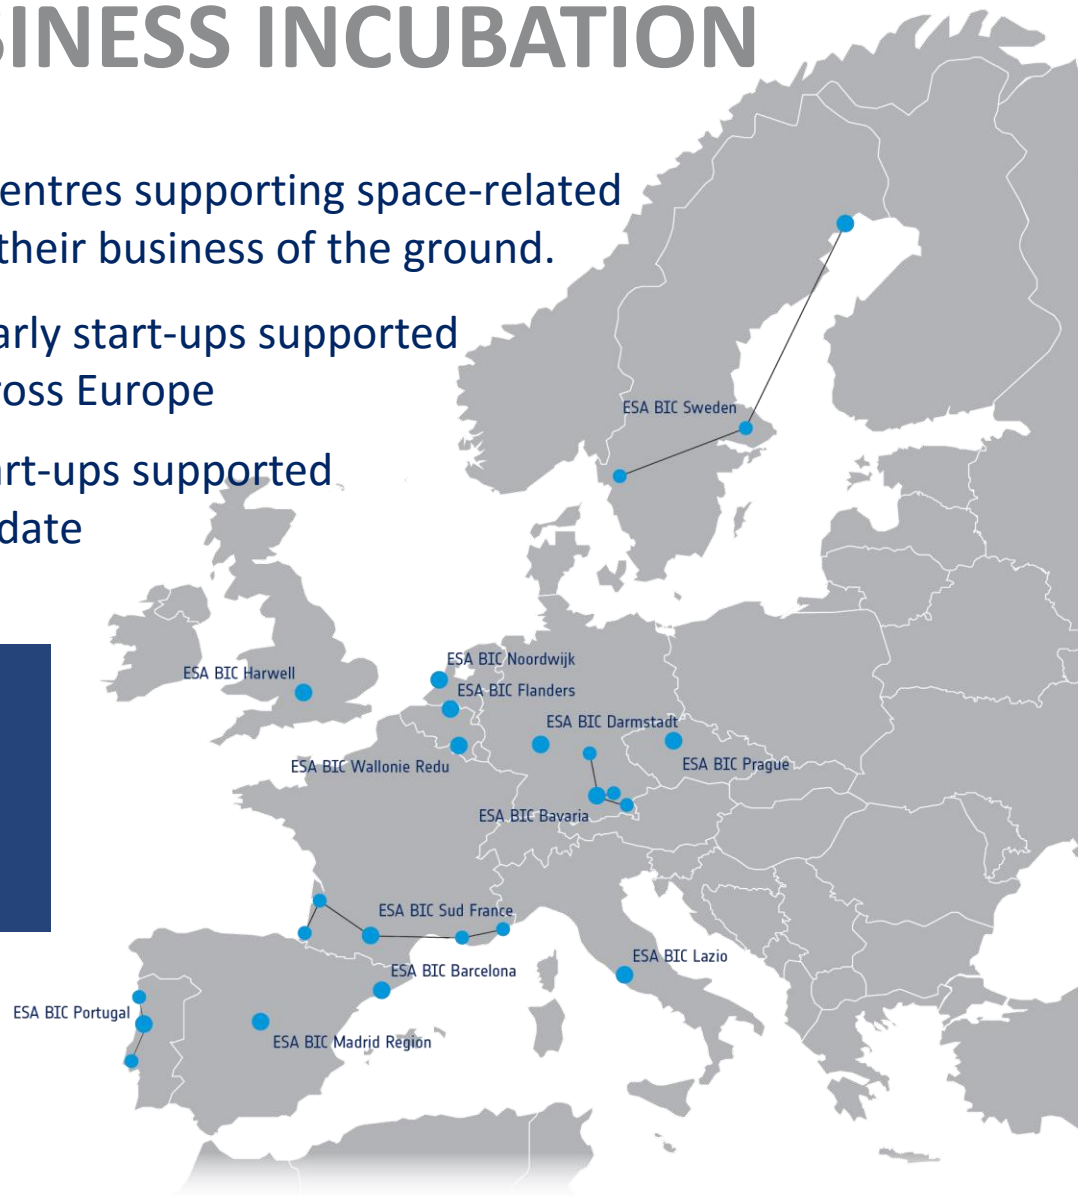 SINESS INCUBATION
entres supporting space-related
their business of the ground.
arly start-ups supported
ross Europe
art-ups supported
date
ESA BIC Sweden
ESA BIC Harwell
ESA BIC Noordwijk
ESA BIC Flanders
ESA BIC Darmstadt
ESA BIC Wallonie Redu
ESA BIC Prague
ESA BIC Bavaria
ESA BIC Sud France
ESA BIC Barcelona
ESA BIC Lazio
ESA BIC Portugal
ESA BIC Madrid Region